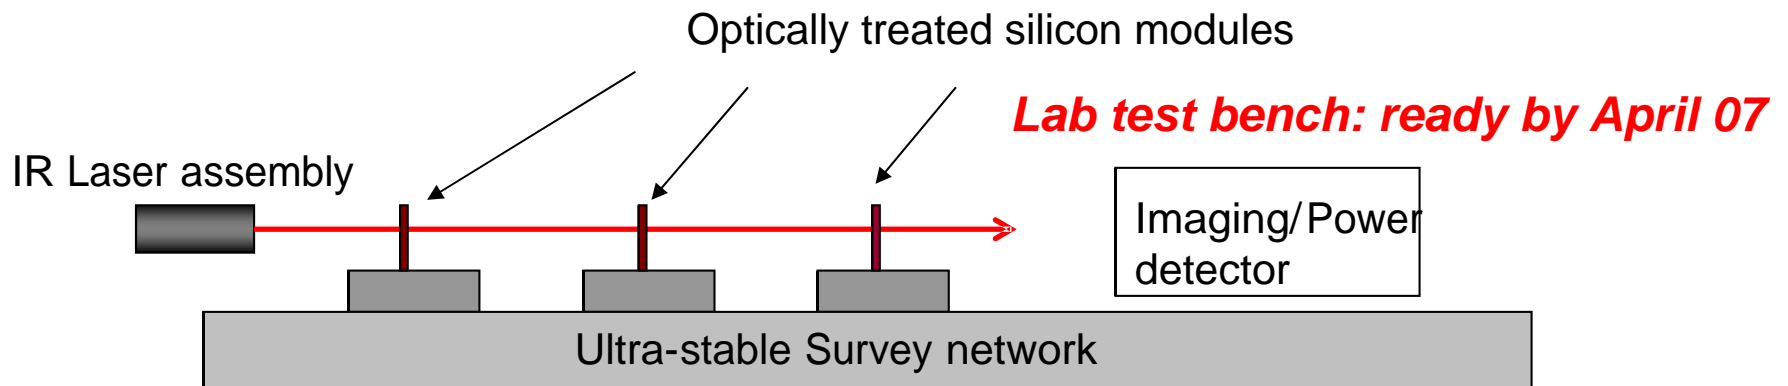 Optically treated silicon modules
Lab test bench: ready by April 07
IR Laser assembly
Imaging/Power
detector
Ultra-stable Survey network